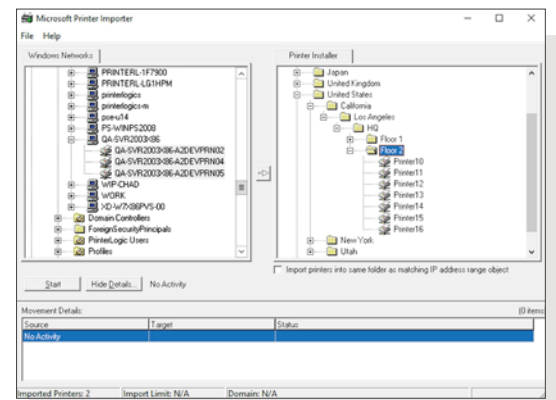 Microsoft Printer Importer
File Help
Windows Networks
PRINTERL-1F7900
PRINTERL-LG1HPM
printerlogics
printerlogics-m
pse-u14
PS-WINPS2008
QA-SVR2003X86
QA-SVR2003X86-A2DEVPRN02
QA-SVR2003X86-A2DEVPRN04
QA-SVR2003X86-A2DEVPRN05
WIP-CHAD
WORK
XD-W7X86PVS-00
Domain Controllers
ForeignSecurityPrincipals
PrinterLogic Users
Profiles
Printer Installer
Japan
United Kingdom
United States
California
Los Angeles
HQ
Floor 1
Floor 2
Printer10
Printer11
Printer12
Printer13
Printer14
Printer15
Printer16
New York
Utah
Import printers into same folder as matching IP address range object
Start Hide Details... No Activity
Movement Details: (0 items
Source Target Status
No Activity
Imported Printers: 2 Import Limit: N/A Domain: N/A